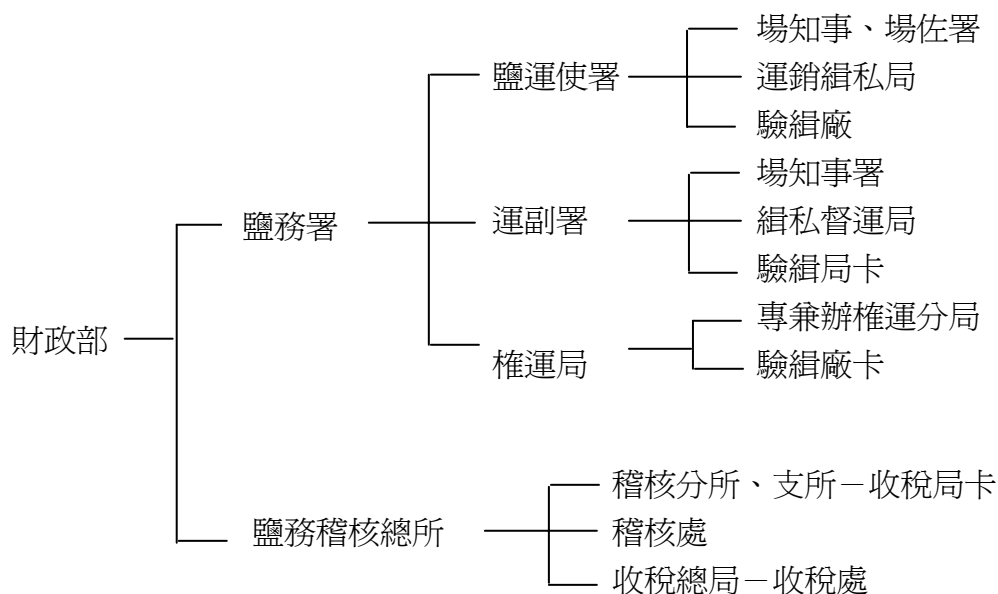 場知事、場佐署
鹽運使署
運銷緝私局
驗緝廠
場知事署
鹽務署
運副署
緝私督運局
驗緝局卡
專兼辦榷運分局
財政部
榷運局
驗緝廠卡
稽核分所、支所－收稅局卡
鹽務稽核總所
稽核處
收稅總局－收稅處